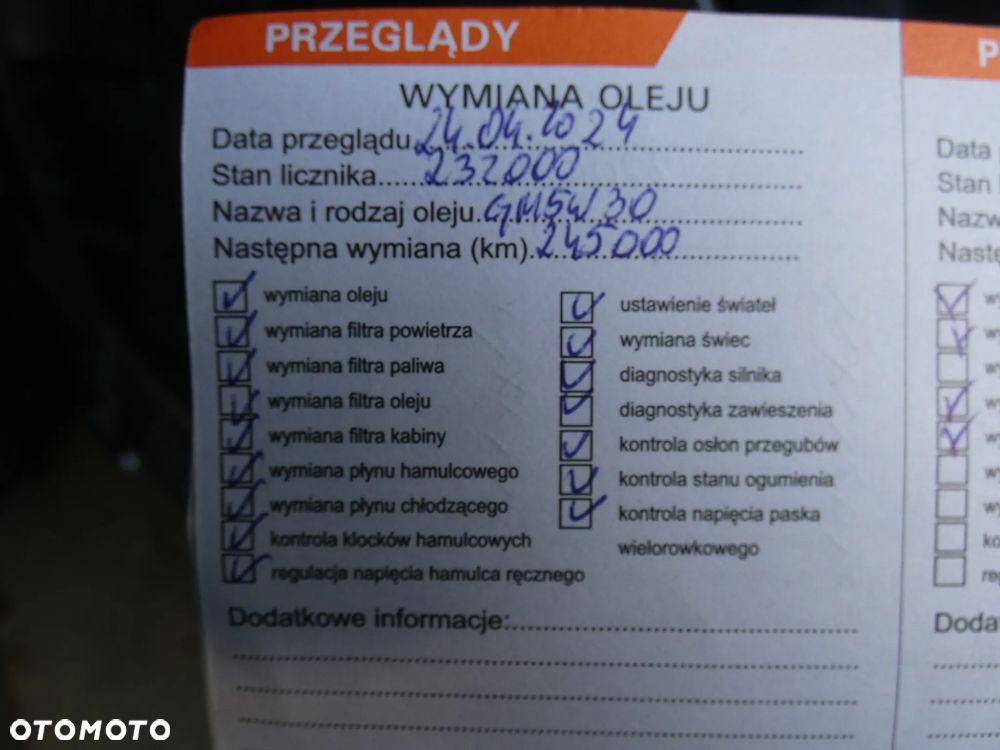 PRZEGLĄDY
WYMIANA OLEJU
Data przeglądu 24.04.2024
Stan licznika 232000
Nazwa i rodzaj oleju GM5W30
Następna wymiana (km) 245000
wymiana oleju
wymiana filtra powietrza
wymiana filtra paliwa
wymiana filtra oleju
wymiana filtra kabiny
wymiana płynu hamulcowego
wymiana płynu chłodzącego
kontrola klocków hamulcowych
regulacja napięcia hamulca ręcznego
ustawienie świateł
wymiana świec
diagnostyka silnika
diagnostyka zawieszenia
kontrola osłon przegubów
kontrola stanu ogumienia
kontrola napięcia paska
wielorowkowego
Dodatkowe informacje:
Data
Stan
OTOMOTO